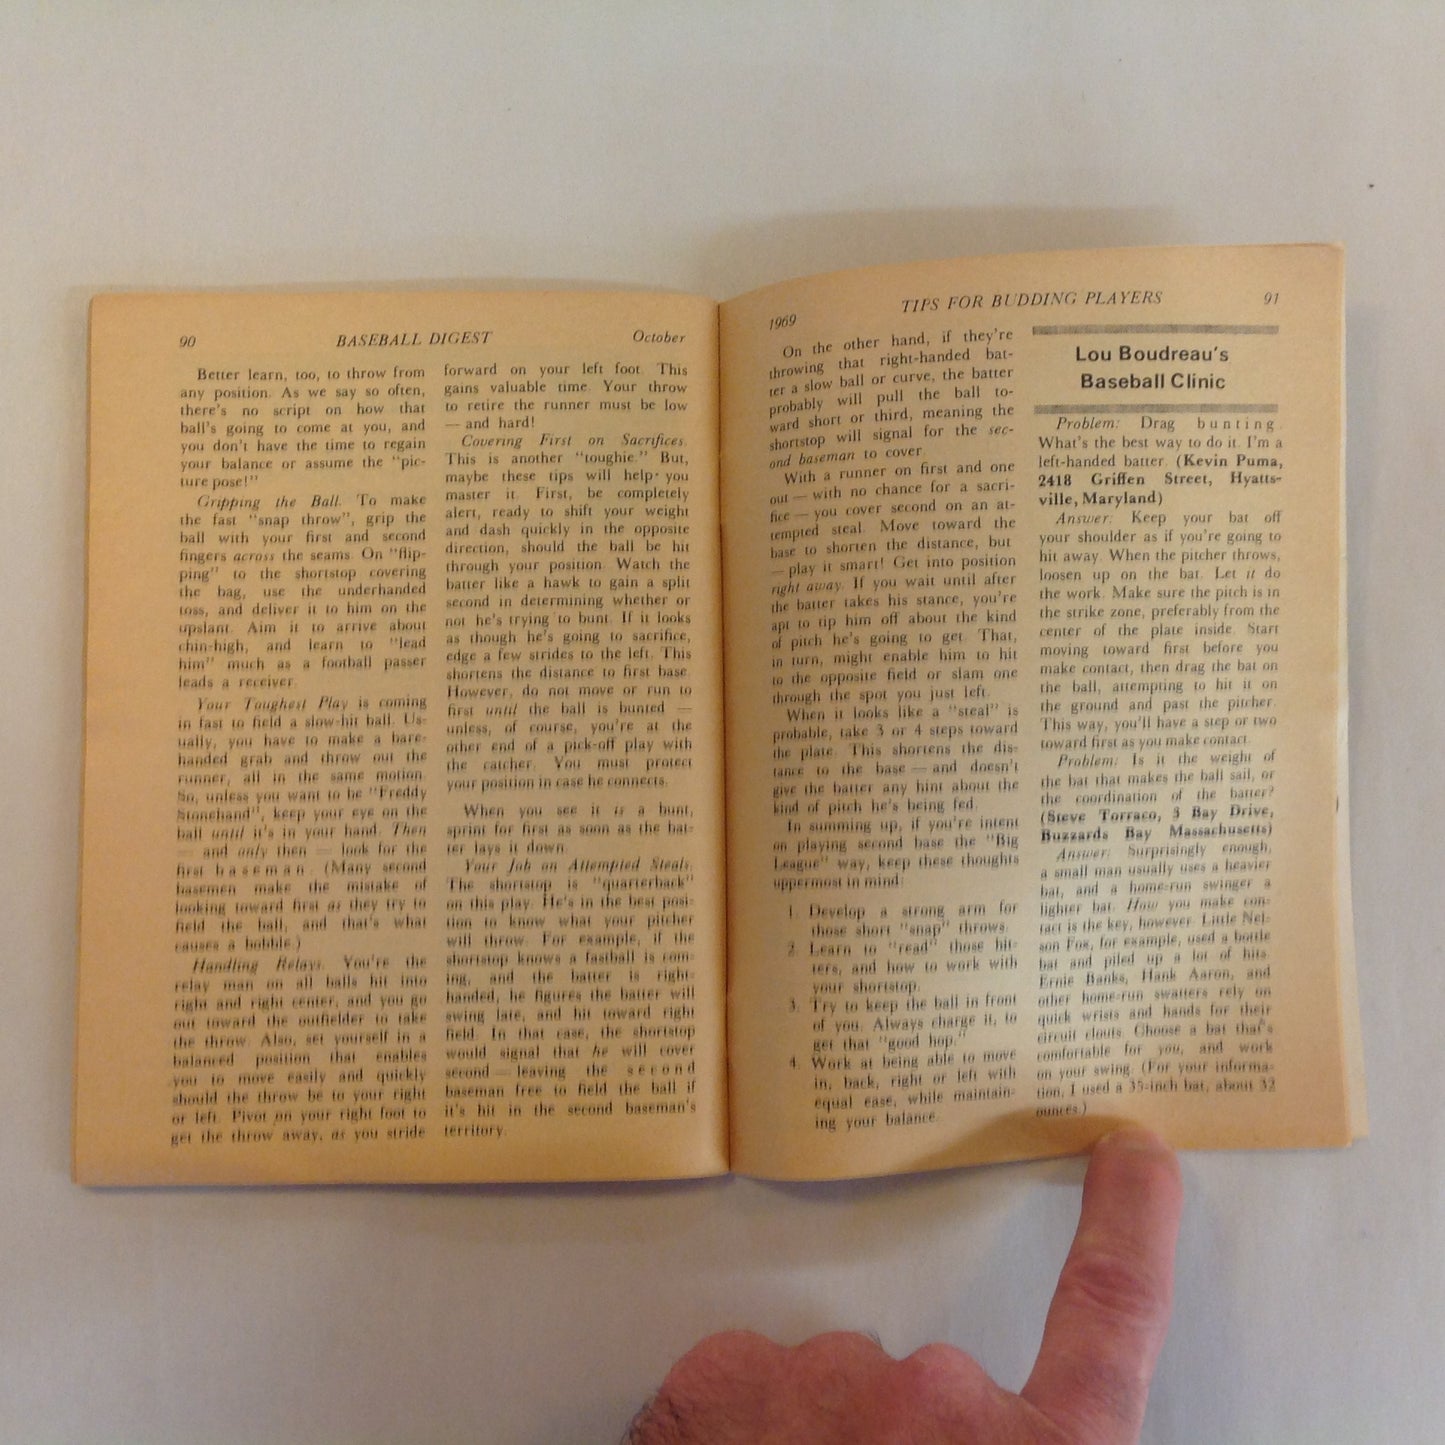 90 BASEBALL DIGEST October
Better learn, too, to throw from
any position. As we say so often,
there's no script on how that
ball's going to come at you, and
you don't have the time to regain
your balance or assume the "pic-
ture pose!"
Gripping the Ball. To make
the fast "snap throw", grip the
ball with your first and second
fingers across the seams. On "flip-
ping" to the shortstop covering
the bag, use the underhanded
toss, and deliver it to him on the
upslant. Aim it to arrive about
chin-high, and learn to "lead
him" much as a football passer
leads a receiver.
Your Toughest Play is coming
in fast to field a slow-hit ball. Us-
ually, you have to make a bare-
handed grab and throw out the
runner, all in the same motion.
So, unless you want to be "Freddy
Stonehand", keep your eye on the
ball until it's in your hand. Then
— and only then — look for the
first baseman. (Many second
basemen make the mistake of
looking toward first as they try to
field the ball, and that's what
causes a bobble.)
Handling Relays. You're the
relay man on all balls hit into
right and right center, and you go
out toward the outfielder to take
the throw. Also, set yourself in a
balanced position that enables
you to move easily and quickly
should the throw be to your right
or left. Pivot on your right foot to
get the throw away, as you stride
forward on your left foot. This
gains valuable time. Your throw
to retire the runner must be low
— and hard!
Covering First on Sacrifices.
This is another "toughie." But,
maybe these tips will help you
master it. First, be completely
alert, ready to shift your weight
and dash quickly in the opposite
direction, should the ball be hit
through your position. Watch the
batter like a hawk to gain a split
second in determining whether or
not he's trying to bunt. If it looks
as though he's going to sacrifice,
edge a few strides to the left. This
shortens the distance to first base.
However, do not move or run to
first until the ball is bunted —
unless, of course, you're at the
other end of a pick-off play with
the catcher. You must protect
your position in case he connects.
When you see it is a bunt,
sprint for first as soon as the bat-
ter lays it down.
Your Job on Attempted Steals.
The shortstop is "quarterback"
on this play. He's in the best posi-
tion to know what your pitcher
will throw. For example, if the
shortstop knows a fastball is com-
ing, and the batter is right-
handed, he figures the batter will
swing late, and hit toward right
field. In that case, the shortstop
would signal that he will cover
second — leaving the second
baseman free to field the ball if
it's hit in the second baseman's
territory.
1969 TIPS FOR BUDDING PLAYERS 91
On the other hand, if they're
throwing that right-handed bat-
ter a slow ball or curve, the batter
probably will pull the ball to-
ward short or third, meaning the
shortstop will signal for the sec-
ond baseman to cover.
With a runner on first and one
out — with no chance for a sacri-
fice — you cover second on an at-
tempted steal. Move toward the
base to shorten the distance, but
— play it smart! Get into position
right away. If you wait until after
the batter takes his stance, you're
apt to tip him off about the kind
of pitch he's going to get. That,
in turn, might enable him to hit
to the opposite field or slam one
through the spot you just left.
When it looks like a "steal" is
probable, take 3 or 4 steps toward
the plate. This shortens the dis-
tance to the base — and doesn't
give the batter any hint about the
kind of pitch he's being fed.
In summing up, if you're intent
on playing second base the "Big
League" way, keep these thoughts
uppermost in mind:
1. Develop a strong arm for
those short "snap" throws.
2. Learn to "read" those hit-
ters, and how to work with
your shortstop.
3. Try to keep the ball in front
of you. Always charge it, to
get that "good hop."
4. Work at being able to move
in, back, right or left with
equal ease, while maintain-
ing your balance.
Lou Boudreau's
Baseball Clinic
Problem: Drag bunting.
What's the best way to do it. I'm a
left-handed batter. (Kevin Puma,
2418 Griffen Street, Hyatts-
ville, Maryland)
Answer: Keep your bat off
your shoulder as if you're going to
hit away. When the pitcher throws,
loosen up on the bat. Let it do
the work. Make sure the pitch is in
the strike zone, preferably from the
center of the plate inside. Start
moving toward first before you
make contact, then drag the bat on
the ball, attempting to hit it on
the ground and past the pitcher.
This way, you'll have a step or two
toward first as you make contact.
Problem: Is it the weight of
the bat that makes the ball sail, or
the coordination of the batter?
(Steve Torraco, 3 Bay Drive,
Buzzards Bay Massachusetts)
Answer: Surprisingly enough,
a small man usually uses a heavier
bat, and a home-run swinger a
lighter bat. How you make con-
tact is the key, however. Little Nel-
son Fox, for example, used a bottle
bat and piled up a lot of hits.
Ernie Banks, Hank Aaron, and
other home-run swatters rely on
quick wrists and hands for their
circuit clouts. Choose a bat that's
comfortable for you, and work
on your swing. (For your informa-
tion, I used a 35-inch bat, about 32
ounces.)